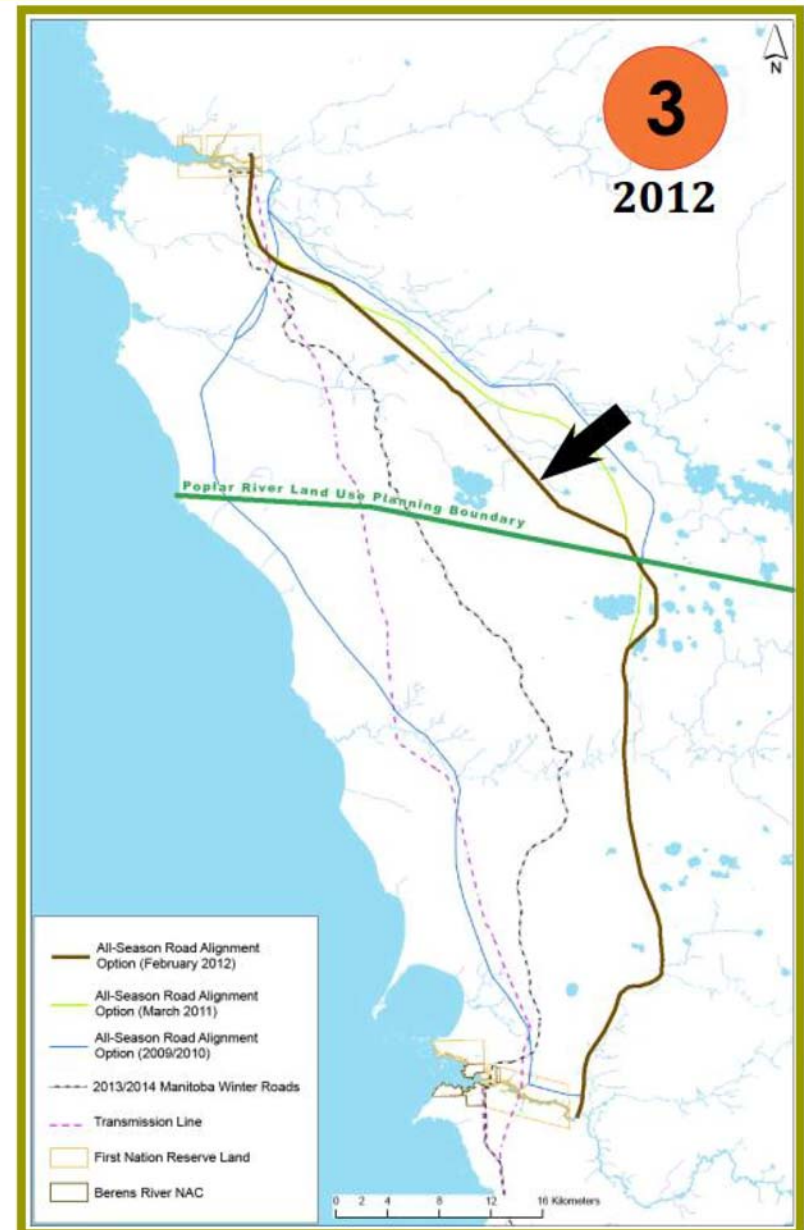 N
3
2012
Poplar River Land Use Planning Boundary
All-Season Road Alignment
Option (February 2012)
All-Season Road Alignment
Option (March 2011)
All-Season Road Alignment
Option (2009/2010)
2013/2014 Manitoba Winter Roads
Transmission Line
First Nation Reserve Land
Berens River NAC
0 2 4 8 12 16 Kilometers